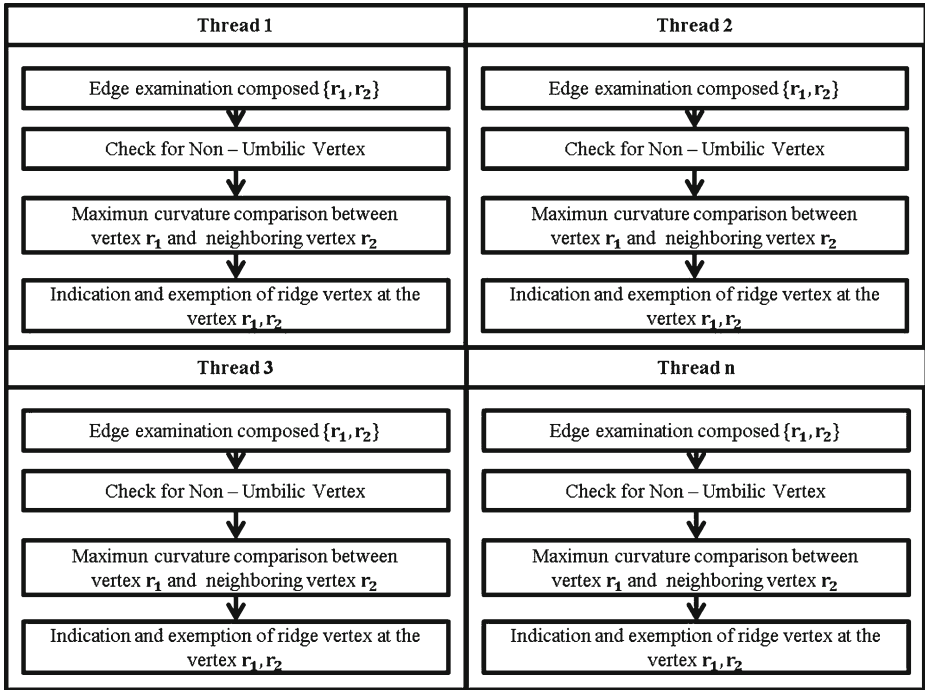 Thread 1
Edge examination composed {r₁, r₂}
Check for Non – Umbilic Vertex
Maximun curvature comparison between
vertex r₁ and neighboring vertex r₂
Indication and exemption of ridge vertex at the
vertex r₁, r₂
Thread 2
Edge examination composed {r₁, r₂}
Check for Non – Umbilic Vertex
Maximun curvature comparison between
vertex r₁ and neighboring vertex r₂
Indication and exemption of ridge vertex at the
vertex r₁, r₂
Thread 3
Edge examination composed {r₁, r₂}
Check for Non – Umbilic Vertex
Maximun curvature comparison between
vertex r₁ and neighboring vertex r₂
Indication and exemption of ridge vertex at the
vertex r₁, r₂
Thread n
Edge examination composed {r₁, r₂}
Check for Non – Umbilic Vertex
Maximun curvature comparison between
vertex r₁ and neighboring vertex r₂
Indication and exemption of ridge vertex at the
vertex r₁, r₂